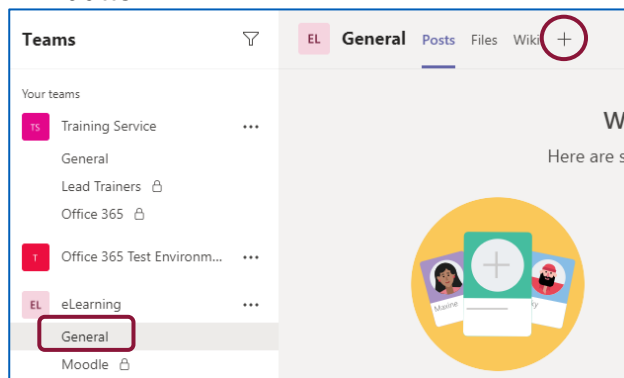 Teams
EL General Posts Files Wiki
Your teams
TS Training Service ...
General
Lead Trainers
Office 365
T Office 365 Test Environm... ...
EL eLearning ...
General
Moodle
W
Here are s
Maxine